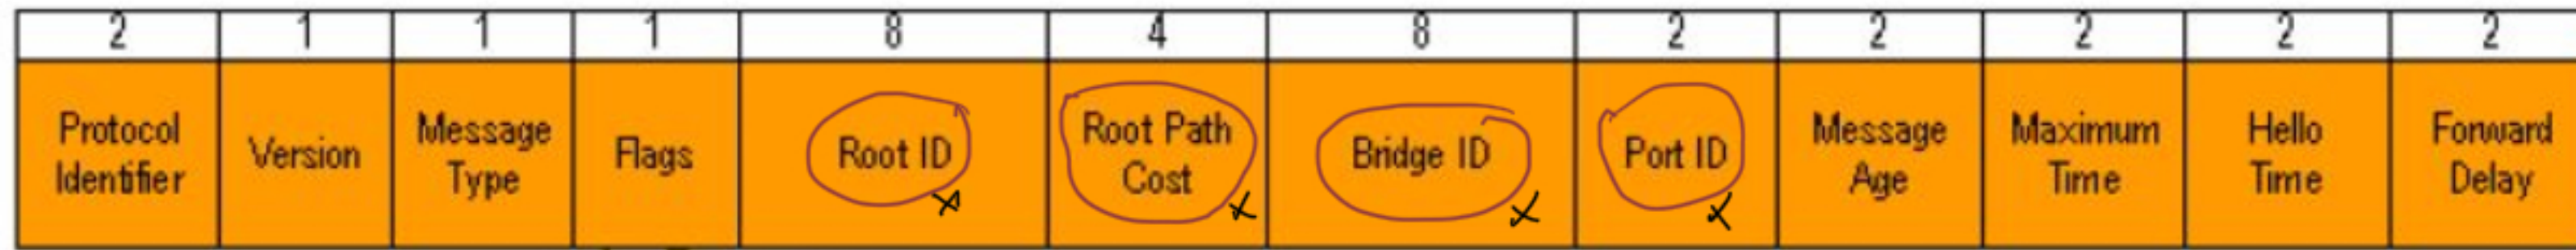 2 1 1 1 8 4 8 2 2 2 2 2
Protocol Identifier Version Message Type Flags Root ID Root Path Cost Bridge ID Port ID Message Age Maximum Time Hello Time Forward Delay